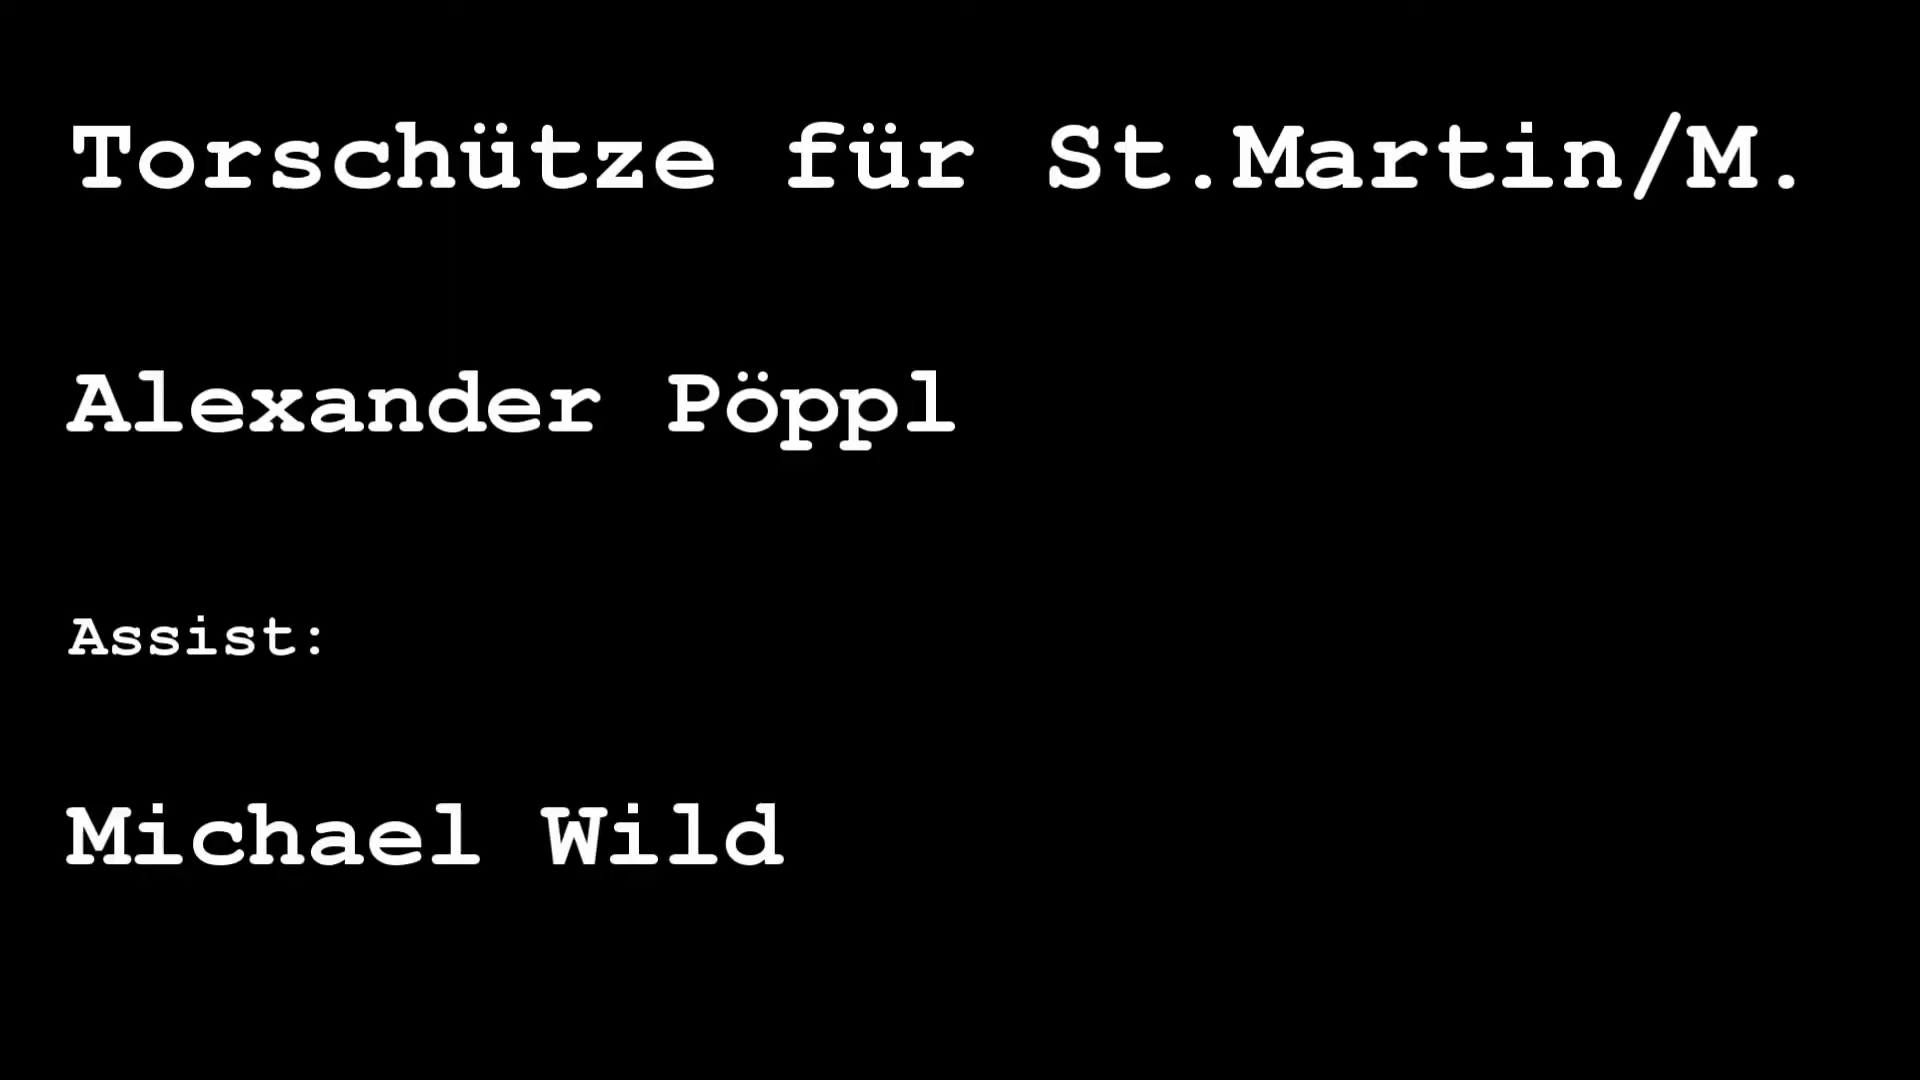 Torschütze für St.Martin/M.
Alexander Pöppl
Assist:
Michael Wild